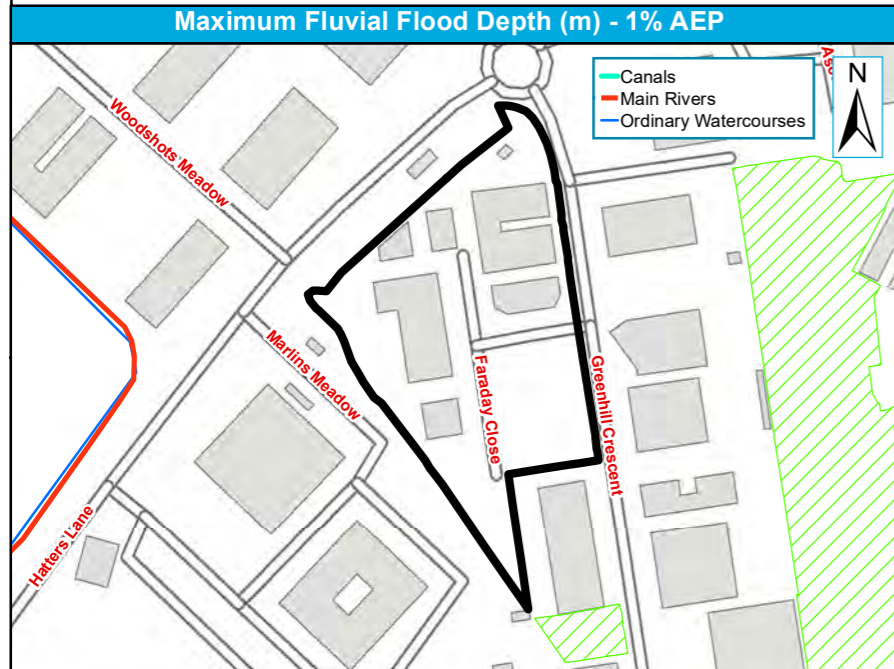 Maximum Fluvial Flood Depth (m) - 1% AEP
Canals
Main Rivers
Ordinary Watercourses
N
Woodshots Meadow
Marlins Meadow
Faraday Close
Greenhill Crescent
Hatters Lane